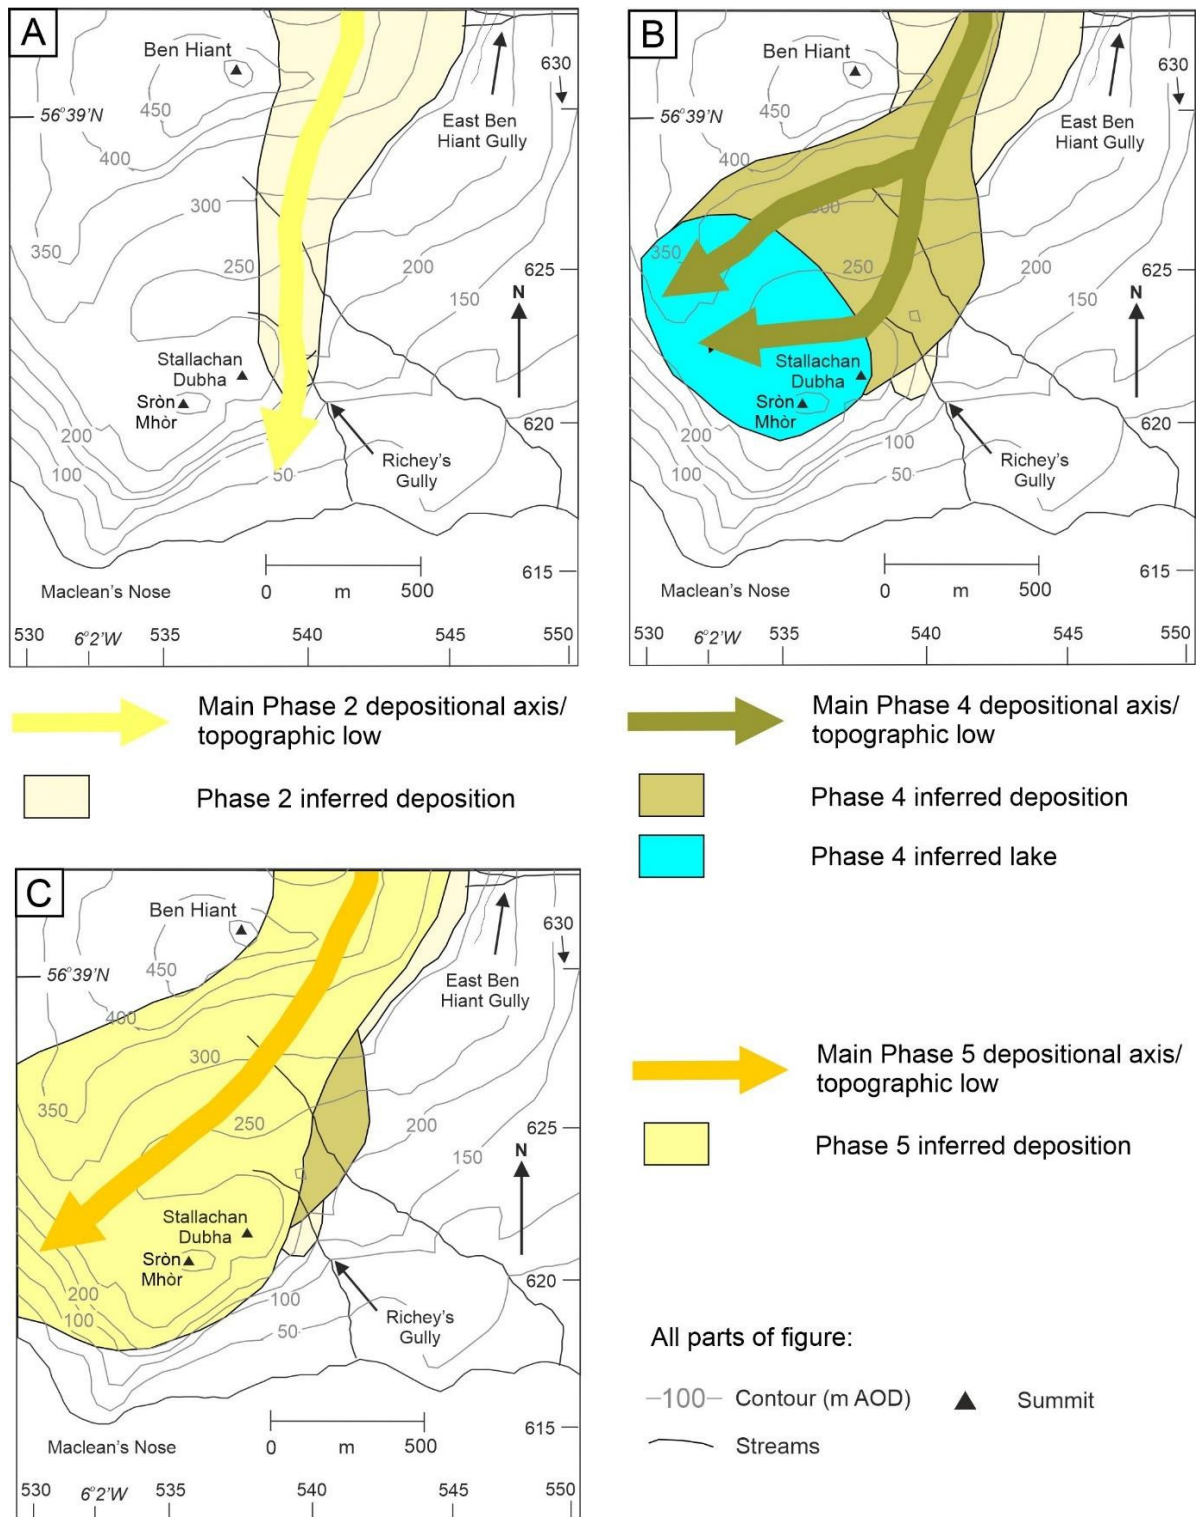 A
Ben Hiant
450
630
56°39'N
East Ben
Hiant Gully
400
300
350
250
200
625
150
N
Stallachan
Dubha
Sròn
Mhòr
200
620
100
50
Richey's
Gully
615
Maclean's Nose
0 m 500
530 6°2'W 535 540 545 550
B
Ben Hiant
450
630
56°39'N
East Ben
Hiant Gully
400
300
350
250
200
625
150
N
Stallachan
Dubha
Sròn
Mhòr
200
620
100
100
50
Richey's
Gully
615
Maclean's Nose
0 m 500
530 6°2'W 535 540 545 550
Main Phase 2 depositional axis/
topographic low
Phase 2 inferred deposition
Main Phase 4 depositional axis/
topographic low
Phase 4 inferred deposition
Phase 4 inferred lake
C
Ben Hiant
450
630
56°39'N
East Ben
Hiant Gully
400
300
350
250
200
625
150
N
Stallachan
Dubha
Sròn
Mhòr
200
620
100
100
50
Richey's
Gully
615
Maclean's Nose
0 m 500
530 6°2'W 535 540 545 550
Main Phase 5 depositional axis/
topographic low
Phase 5 inferred deposition
All parts of figure:
100 Contour (m AOD) Summit
Streams